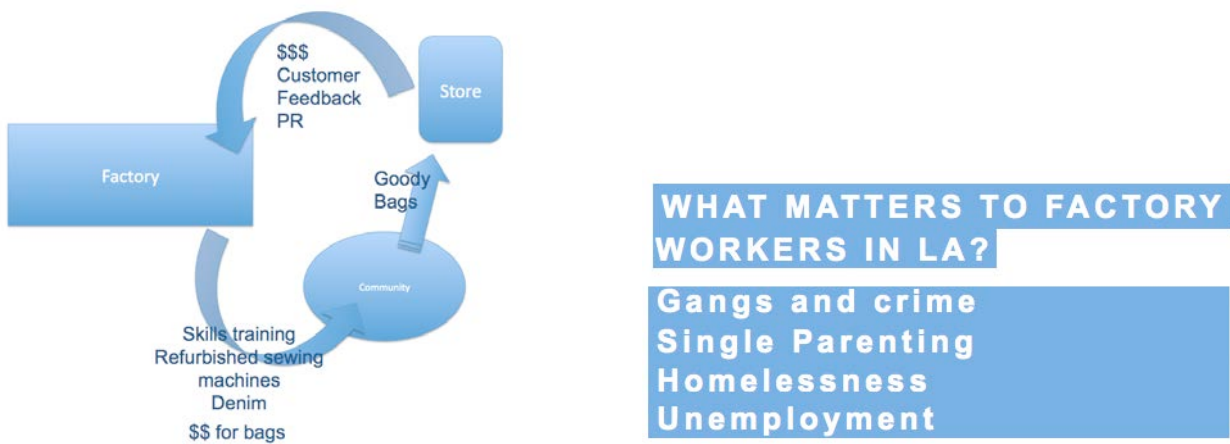 $$$
Customer
Feedback
PR
Store
Factory
Goody
Bags
Community
Skills training
Refurbished sewing
machines
Denim
$$ for bags
WHAT MATTERS TO FACTORY
WORKERS IN LA?
Gangs and crime
Single Parenting
Homelessness
Unemployment